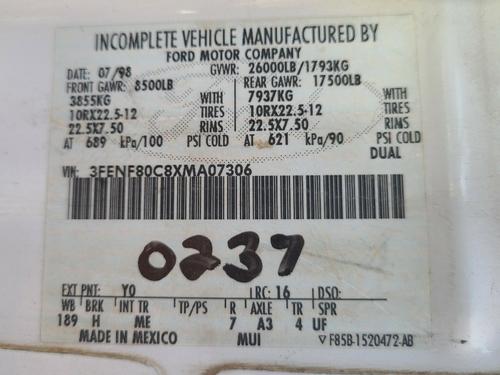 INCOMPLETE VEHICLE MANUFACTURED BY
FORD MOTOR COMPANY
DATE: 07/98 GVWR: 26000LB/1793KG
FRONT GAWR: 8500LB REAR GAWR: 17500LB
3855KG WITH 7937KG WITH
10RX22.5-12 TIRES 10RX22.5-12 TIRES
22.5X7.50 RIMS 22.5X7.50 RIMS
AT 689 kPa/100 PSI COLD AT 621 kPa/90 PSI COLD
DUAL
VIN: 3FENF80C8XMA07306
0237
EXT PNT: YO RC: 16 DSO:
WB BRK INT TR TP/PS R AXLE TR SPR
189 H ME 7 A3 4 UF
MADE IN MEXICO MUI ▽ F85B-1520472-AB